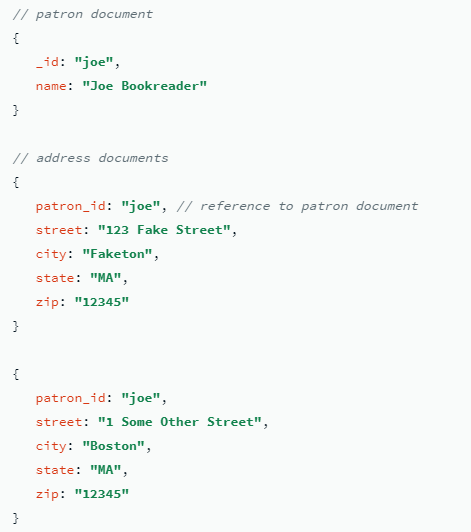 // patron document
{
   _id: "joe",
   name: "Joe Bookreader"
}

// address documents
{
   patron_id: "joe", // reference to patron document
   street: "123 Fake Street",
   city: "Faketon",
   state: "MA",
   zip: "12345"
}

{
   patron_id: "joe",
   street: "1 Some Other Street",
   city: "Boston",
   state: "MA",
   zip: "12345"
}